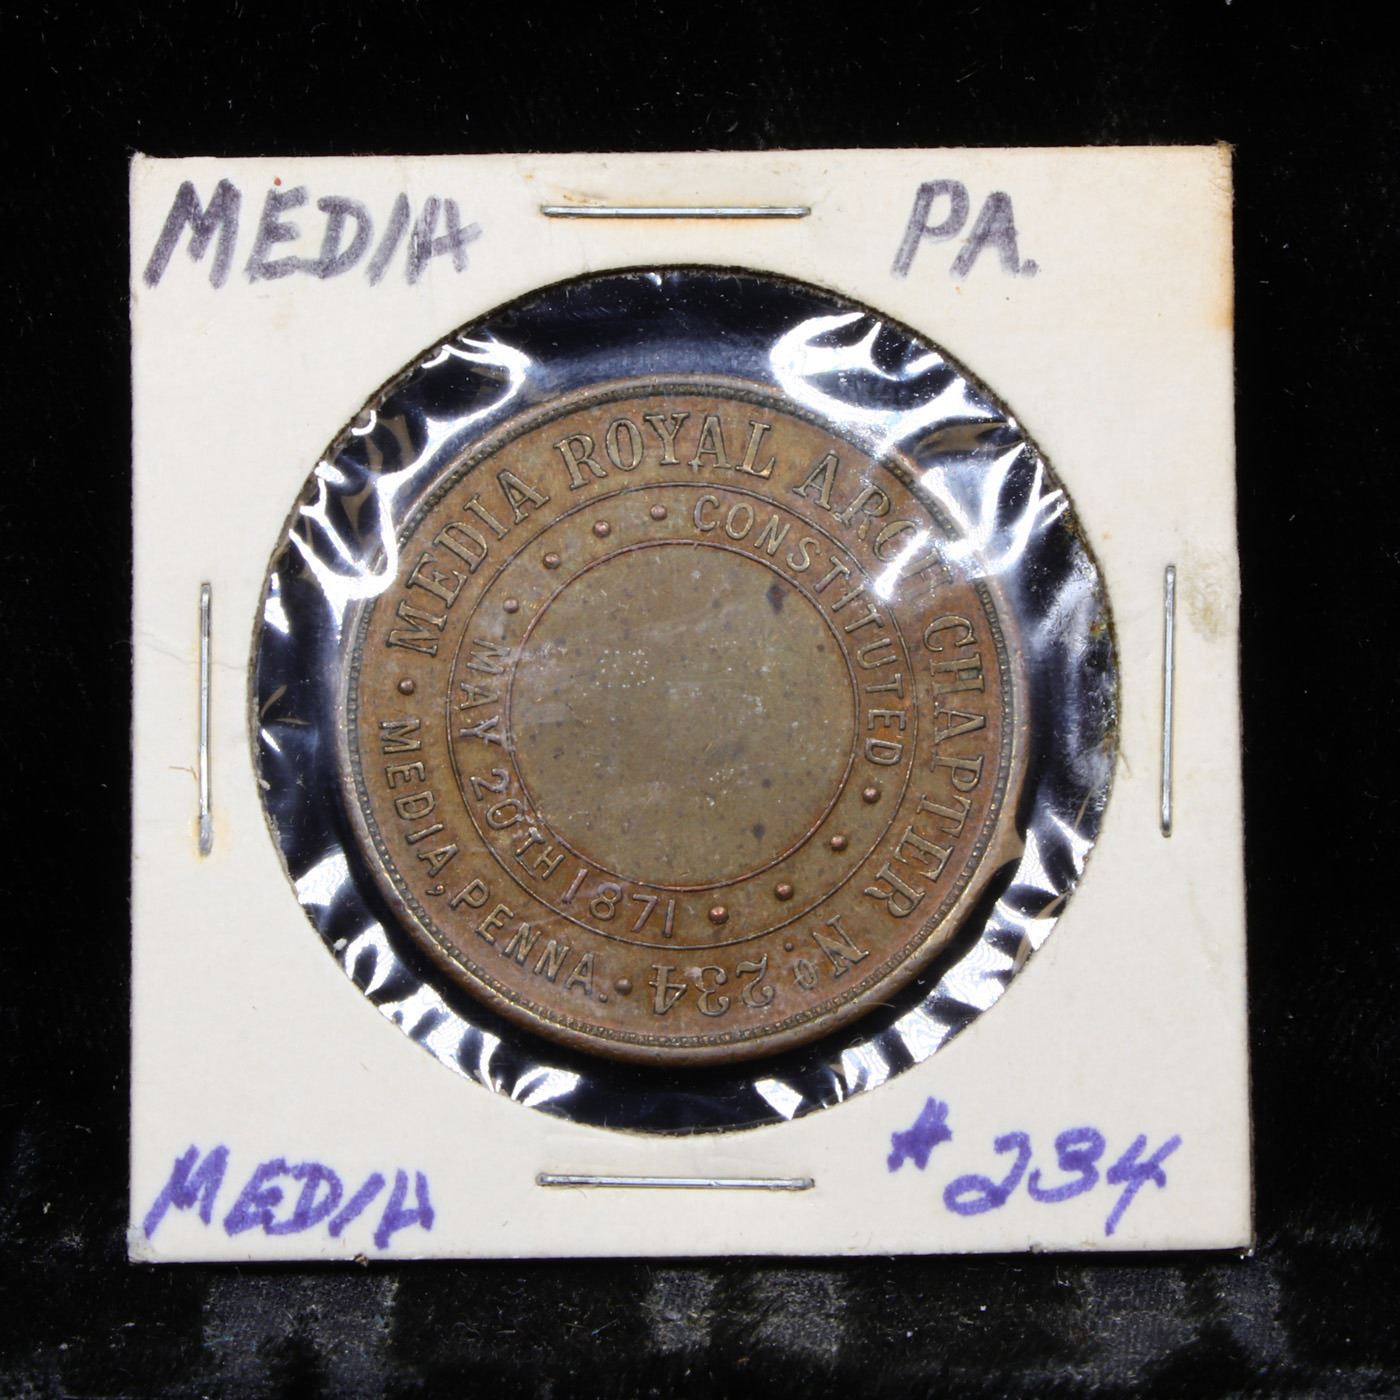 MEDIA PA.
MEDIA ROYAL ARCH CHAPTER No. 234
MEDIA, PENNA.
CONSTITUTED
MAY 20TH 1871
MEDIA #234